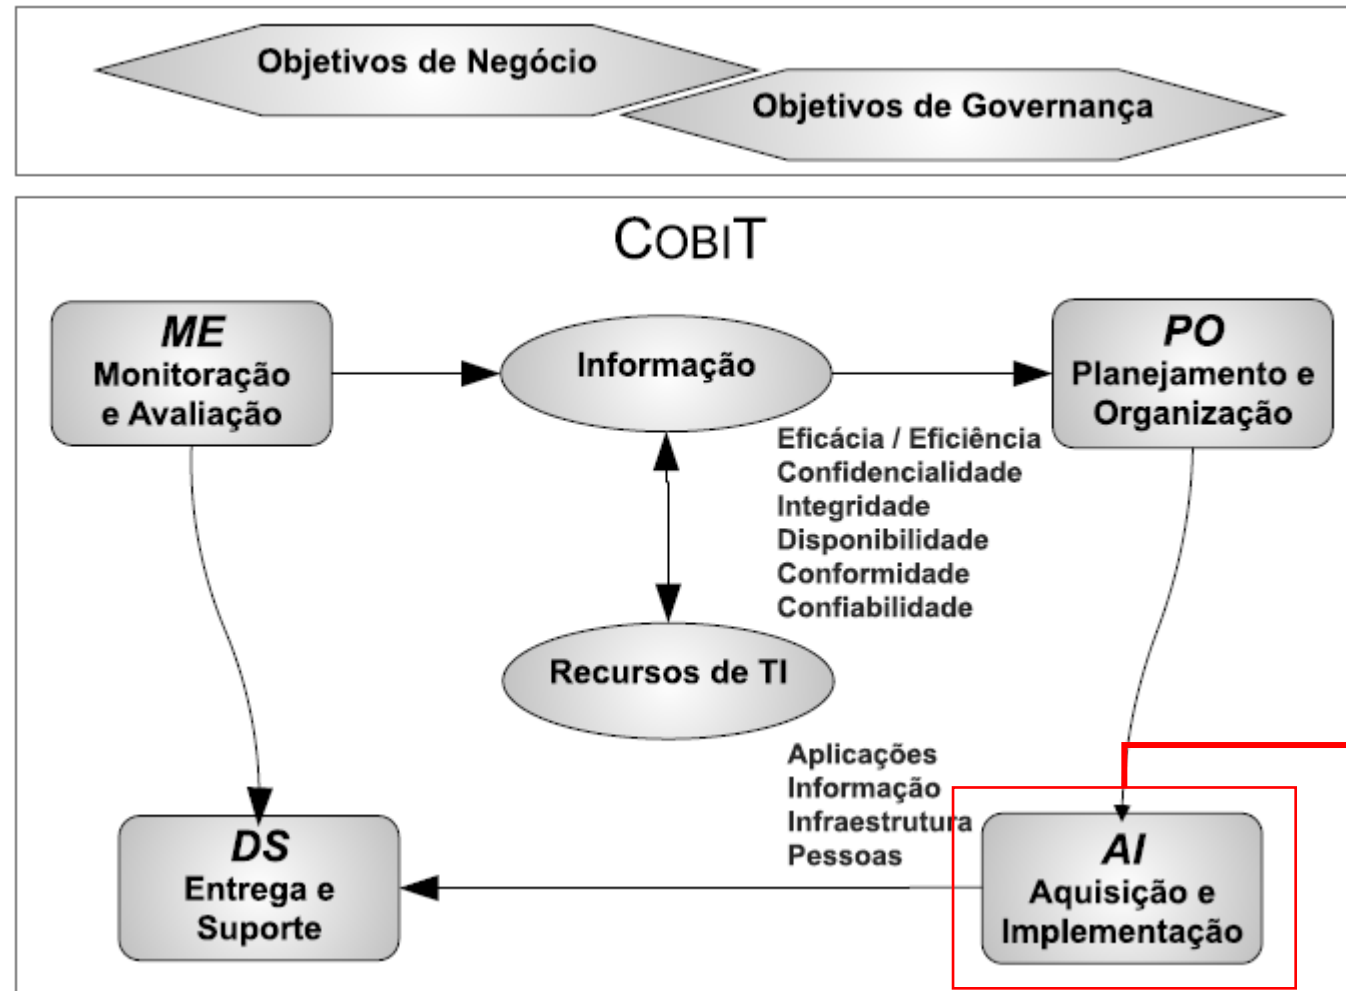 Objetivos de Negócio
Objetivos de Governança
COBIT
ME
Monitoração
e Avaliação
Informação
PO
Planejamento e
Organização
Eficácia / Eficiência
Confidencialidade
Integridade
Disponibilidade
Conformidade
Confiabilidade
Recursos de TI
Aplicações
Informação
Infraestrutura
Pessoas
DS
Entrega e
Suporte
AI
Aquisição e
Implementação